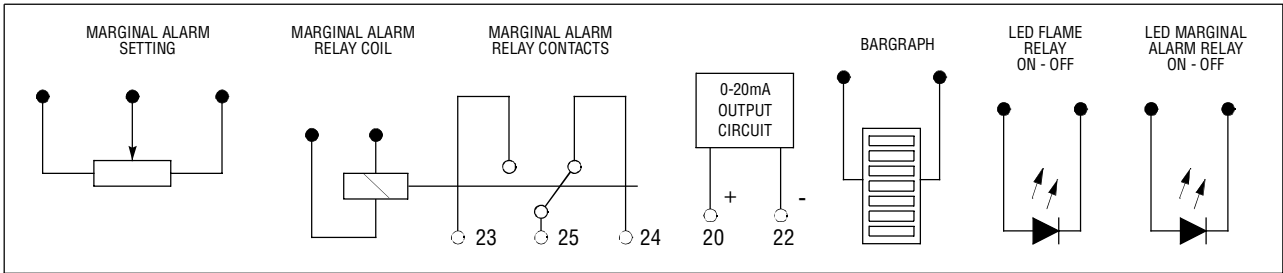 MARGINAL ALARM
SETTING
MARGINAL ALARM
RELAY COIL
MARGINAL ALARM
RELAY CONTACTS
BARGRAPH
LED FLAME
RELAY
ON - OFF
LED MARGINAL
ALARM RELAY
ON - OFF
0-20mA
OUTPUT
CIRCUIT
+
-
23
25
24
20
22